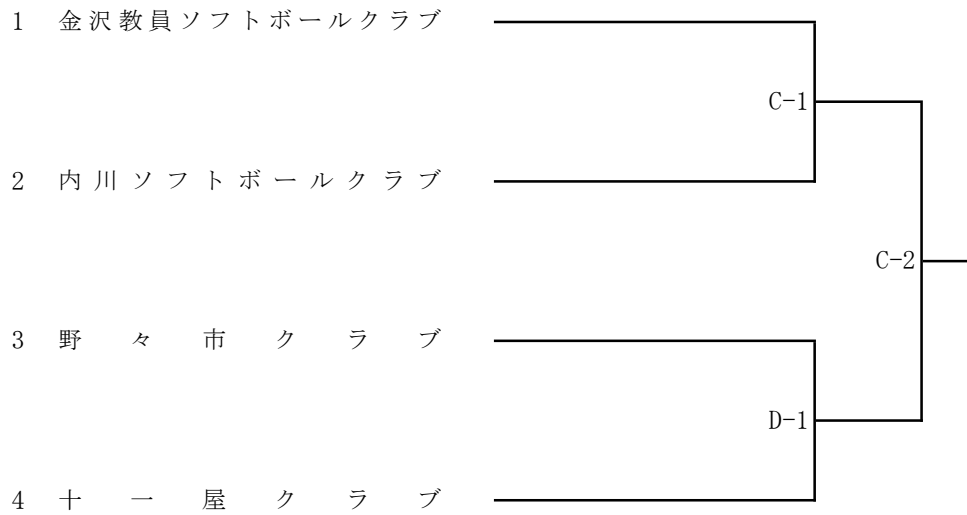 1 金沢教員ソフトボールクラブ
C-1
2 内川ソフトボールクラブ
C-2
3 野々市クラブ
D-1
4 十一屋クラブ